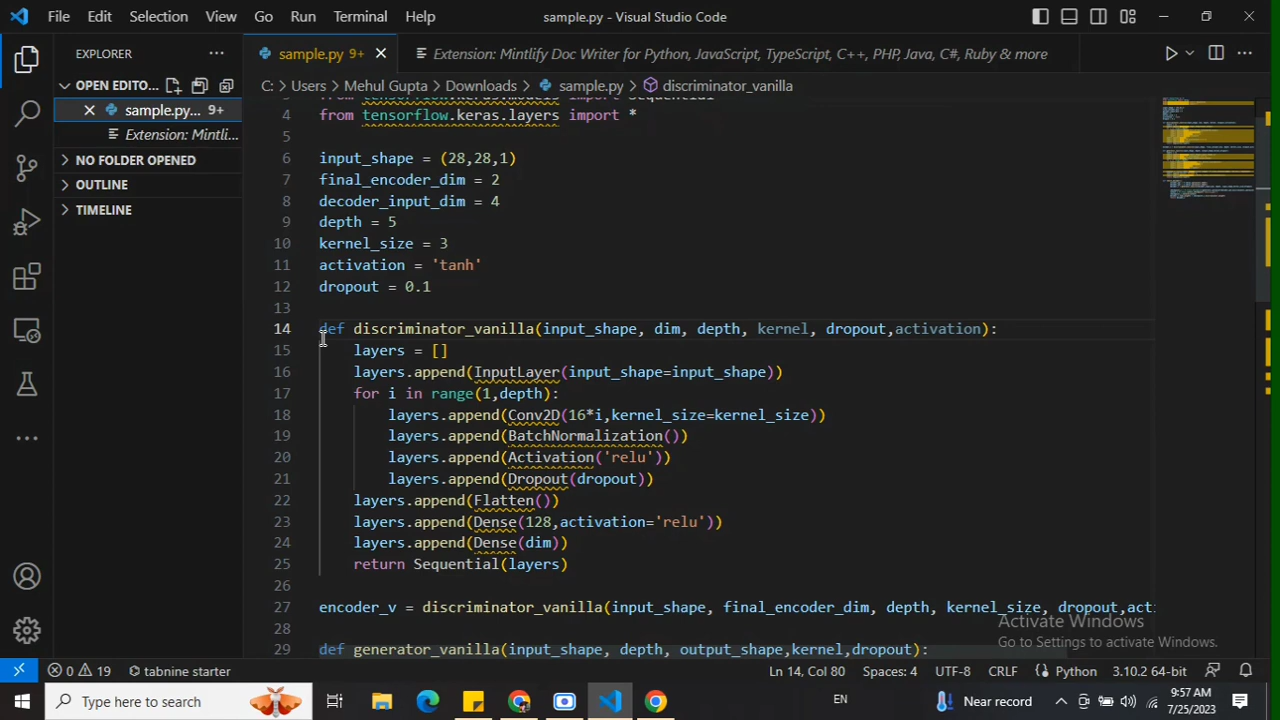 File Edit Selection View Go Run Terminal Help sample.py - Visual Studio Code
EXPLORER ···
sample.py 9+ × Extension: Mintlify Doc Writer for Python, JavaScript, TypeScript, C++, PHP, Java, C#, Ruby & more
OPEN EDITO...
× sample.py... 9+
Extension: Mintli...
NO FOLDER OPENED
OUTLINE
TIMELINE
C: > Users > Mehul Gupta > Downloads > sample.py > discriminator_vanilla
from tensorflow.keras.models import Sequential
4 from tensorflow.keras.layers import *
5
6 input_shape = (28,28,1)
7 final_encoder_dim = 2
8 decoder_input_dim = 4
9 depth = 5
10 kernel_size = 3
11 activation = 'tanh'
12 dropout = 0.1
13
14 def discriminator_vanilla(input_shape, dim, depth, kernel, dropout,activation):
15 layers = []
16 layers.append(InputLayer(input_shape=input_shape))
17 for i in range(1,depth):
18 layers.append(Conv2D(16*i,kernel_size=kernel_size))
19 layers.append(BatchNormalization())
20 layers.append(Activation('relu'))
21 layers.append(Dropout(dropout))
22 layers.append(Flatten())
23 layers.append(Dense(128,activation='relu'))
24 layers.append(Dense(dim))
25 return Sequential(layers)
26
27 encoder_v = discriminator_vanilla(input_shape, final_encoder_dim, depth, kernel_size, dropout,acti
28
29 def generator_vanilla(input_shape, depth, output_shape,kernel,dropout):
Activate Windows
Go to Settings to activate Windows.
0 19 tabnine starter Ln 14, Col 80 Spaces: 4 UTF-8 CRLF Python 3.10.2 64-bit
Type here to search EN Near record 9:57 AM
7/25/2023